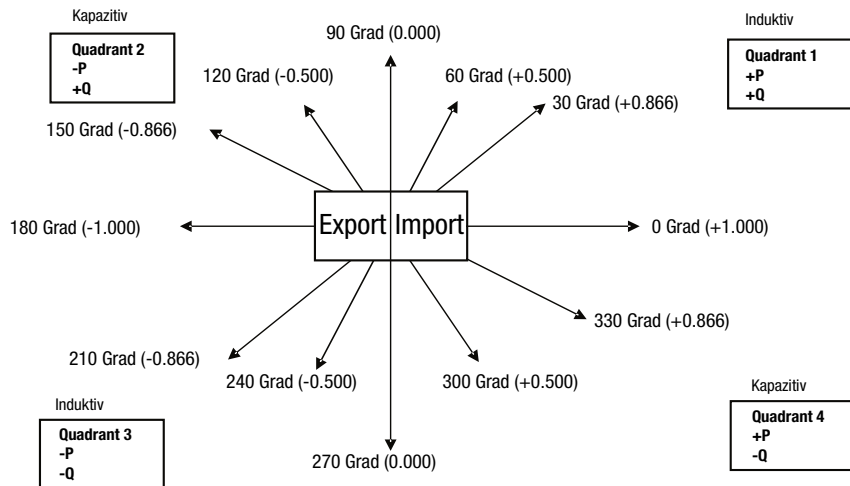 Kapazitiv
Induktiv
90 Grad (0.000)
Quadrant 2
-P
+Q
Quadrant 1
+P
+Q
120 Grad (-0.500)
60 Grad (+0.500)
30 Grad (+0.866)
150 Grad (-0.866)
180 Grad (-1.000)
Export
Import
0 Grad (+1.000)
330 Grad (+0.866)
210 Grad (-0.866)
240 Grad (-0.500)
300 Grad (+0.500)
270 Grad (0.000)
Induktiv
Quadrant 3
-P
-Q
Kapazitiv
Quadrant 4
+P
-Q